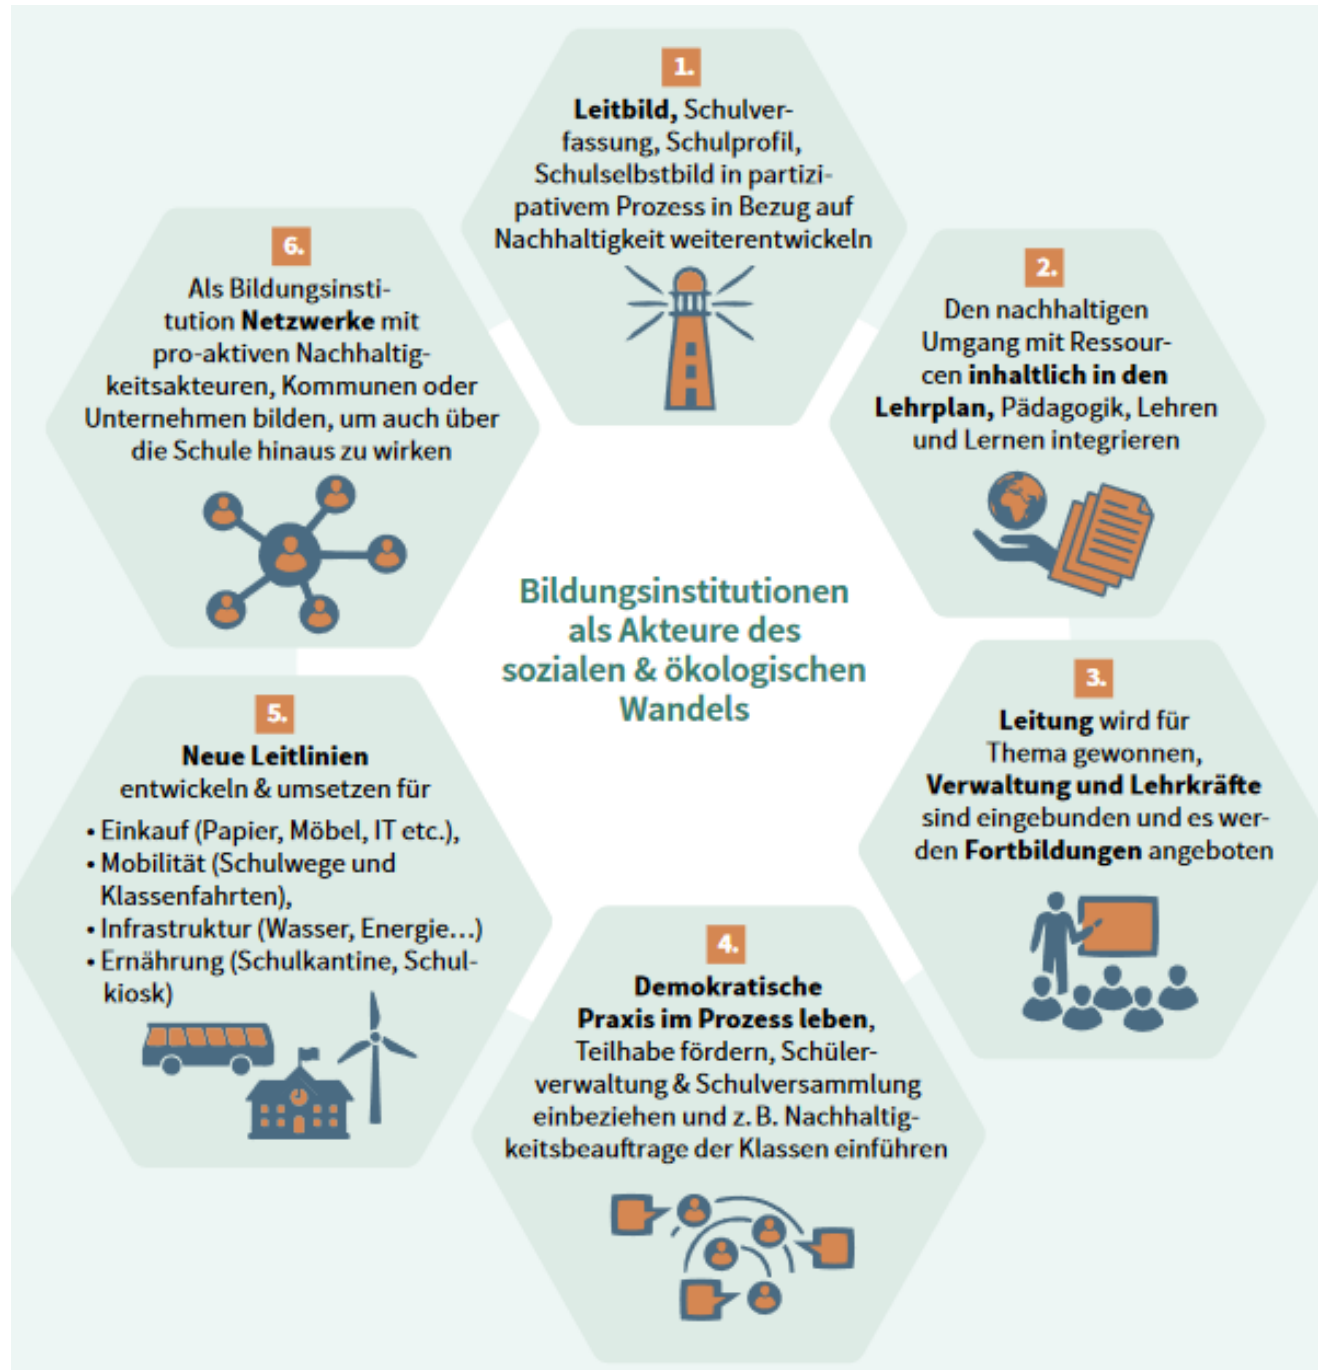 1.
Leitbild, Schulver-
fassung, Schulprofil,
Schulselbstbild in partizi-
pativem Prozess in Bezug auf
Nachhaltigkeit weiterentwickeln
2.
Den nachhaltigen
Umgang mit Ressour-
cen inhaltlich in den
Lehrplan, Pädagogik, Lehren
und Lernen integrieren
3.
Leitung wird für
Thema gewonnen,
Verwaltung und Lehrkräfte
sind eingebunden und es wer-
den Fortbildungen angeboten
4.
Demokratische
Praxis im Prozess leben,
Teilhabe fördern, Schüler-
verwaltung & Schulversammlung
einbeziehen und z. B. Nachhaltig-
keitsbeauftrage der Klassen einführen
5.
Neue Leitlinien
entwickeln & umsetzen für
• Einkauf (Papier, Möbel, IT etc.),
• Mobilität (Schulwege und
Klassenfahrten),
• Infrastruktur (Wasser, Energie…)
• Ernährung (Schulkantine, Schul-
kiosk)
6.
Als Bildungsinsti-
tution Netzwerke mit
pro-aktiven Nachhaltig-
keitsakteuren, Kommunen oder
Unternehmen bilden, um auch über
die Schule hinaus zu wirken
Bildungsinstitutionen
als Akteure des
sozialen & ökologischen
Wandels